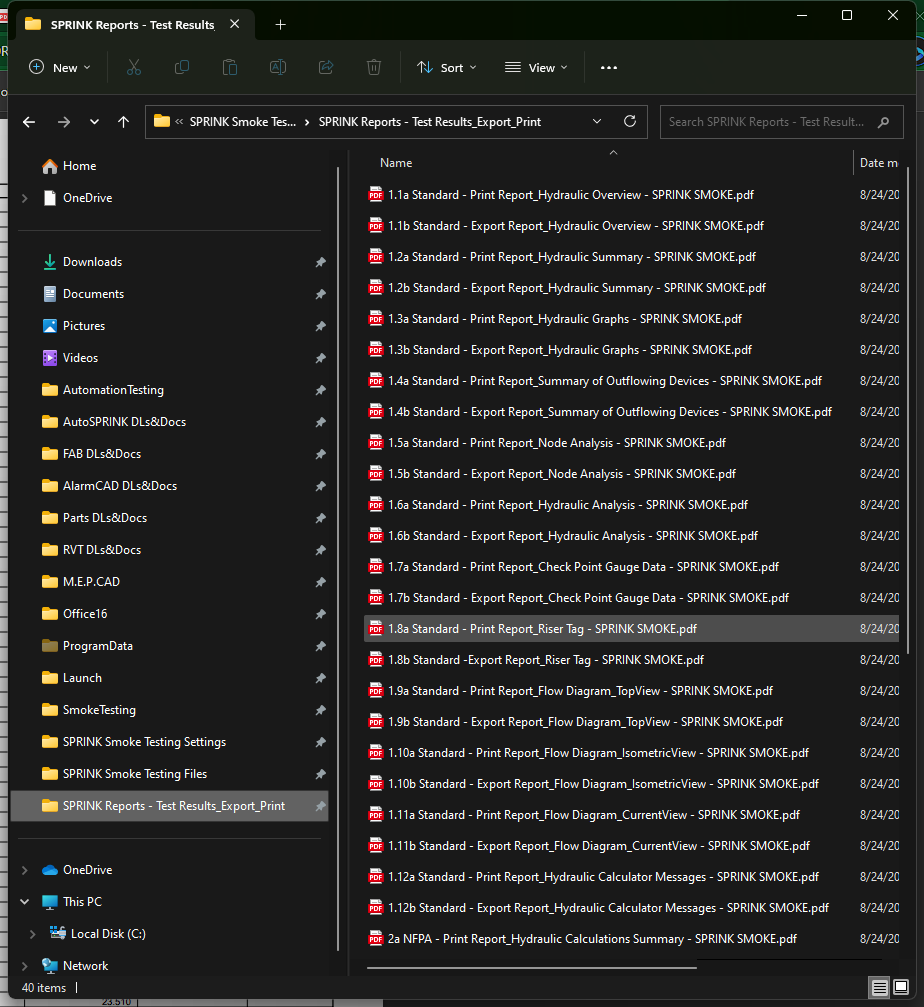 SPRINK Reports - Test Results_
New
Sort
View
SPRINK Smoke Tes...
SPRINK Reports - Test Results_Export_Print
Search SPRINK Reports - Test Result...
Home
OneDrive
Downloads
Documents
Pictures
Videos
AutomationTesting
AutoSPRINK DLs&Docs
FAB DLs&Docs
AlarmCAD DLs&Docs
Parts DLs&Docs
RVT DLs&Docs
M.E.P.CAD
Office16
ProgramData
Launch
SmokeTesting
SPRINK Smoke Testing Settings
SPRINK Smoke Testing Files
SPRINK Reports - Test Results_Export_Print
OneDrive
This PC
Local Disk (C:)
Network
Name
Date m
1.1a Standard - Print Report_Hydraulic Overview - SPRINK SMOKE.pdf 8/24/20
1.1b Standard - Export Report_Hydraulic Overview - SPRINK SMOKE.pdf 8/24/20
1.2a Standard - Print Report_Hydraulic Summary - SPRINK SMOKE.pdf 8/24/20
1.2b Standard - Export Report_Hydraulic Summary - SPRINK SMOKE.pdf 8/24/20
1.3a Standard - Print Report_Hydraulic Graphs - SPRINK SMOKE.pdf 8/24/20
1.3b Standard - Export Report_Hydraulic Graphs - SPRINK SMOKE.pdf 8/24/20
1.4a Standard - Print Report_Summary of Outflowing Devices - SPRINK SMOKE.pdf 8/24/20
1.4b Standard - Export Report_Summary of Outflowing Devices - SPRINK SMOKE.pdf 8/24/20
1.5a Standard - Print Report_Node Analysis - SPRINK SMOKE.pdf 8/24/20
1.5b Standard - Export Report_Node Analysis - SPRINK SMOKE.pdf 8/24/20
1.6a Standard - Print Report_Hydraulic Analysis - SPRINK SMOKE.pdf 8/24/20
1.6b Standard - Export Report_Hydraulic Analysis - SPRINK SMOKE.pdf 8/24/20
1.7a Standard - Print Report_Check Point Gauge Data - SPRINK SMOKE.pdf 8/24/20
1.7b Standard - Export Report_Check Point Gauge Data - SPRINK SMOKE.pdf 8/24/20
1.8a Standard - Print Report_Riser Tag - SPRINK SMOKE.pdf 8/24/20
1.8b Standard -Export Report_Riser Tag - SPRINK SMOKE.pdf 8/24/20
1.9a Standard - Print Report_Flow Diagram_TopView - SPRINK SMOKE.pdf 8/24/20
1.9b Standard - Export Report_Flow Diagram_TopView - SPRINK SMOKE.pdf 8/24/20
1.10a Standard - Print Report_Flow Diagram_IsometricView - SPRINK SMOKE.pdf 8/24/20
1.10b Standard - Export Report_Flow Diagram_IsometricView - SPRINK SMOKE.pdf 8/24/20
1.11a Standard - Print Report_Flow Diagram_CurrentView - SPRINK SMOKE.pdf 8/24/20
1.11b Standard - Export Report_Flow Diagram_CurrentView - SPRINK SMOKE.pdf 8/24/20
1.12a Standard - Print Report_Hydraulic Calculator Messages - SPRINK SMOKE.pdf 8/24/20
1.12b Standard - Export Report_Hydraulic Calculator Messages - SPRINK SMOKE.pdf 8/24/20
2a NFPA - Print Report_Hydraulic Calculations Summary - SPRINK SMOKE.pdf 8/24/20
40 items
23.510